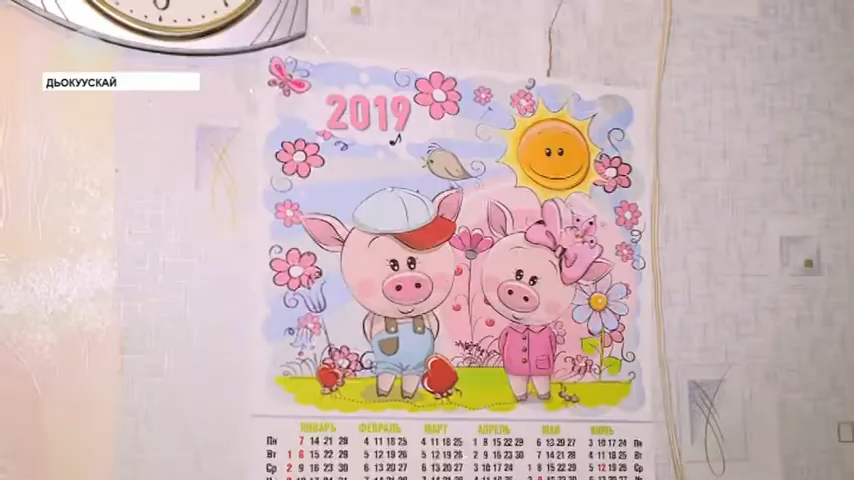 ДЬОКУУСКАЙ
2019
ЯНВАРЬ ФЕВРАЛЬ МАРТ АПРЕЛЬ МАЙ ИЮНЬ
Пн 7 14 21 28 4 11 18 25 4 11 18 25 1 8 15 22 29 6 13 20 27 3 10 17 24 Пн
Вт 1 8 15 22 29 5 12 19 26 5 12 19 26 2 9 16 23 30 7 14 21 28 4 11 18 25 Вт
Ср 2 9 16 23 30 6 13 20 27 6 13 20 27 3 10 17 24 1 8 15 22 29 5 12 19 26 Ср